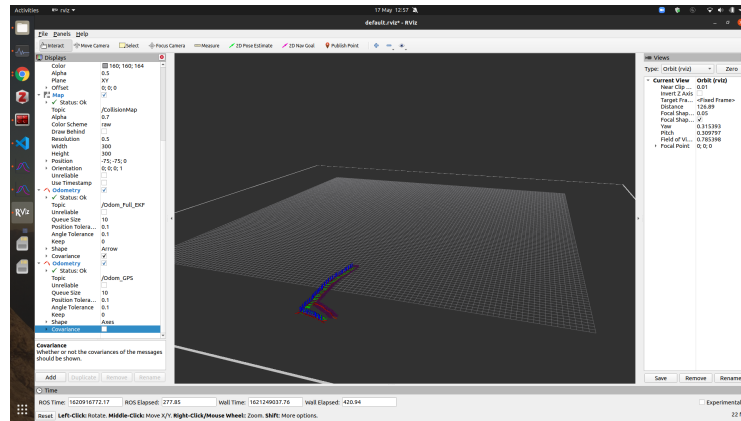 Activities
rviz
17 May 12:57
default.rviz* - RViz
File Panels Help
Interact Move Camera Select Focus Camera Measure 2D Pose Estimate 2D Nav Goal Publish Point
Displays
Color 160; 160; 164
Alpha 0.5
Plane XY
Offset 0; 0; 0
Map
Status: Ok
Topic /CollisionMap
Alpha 0.7
Color Scheme raw
Draw Behind
Resolution 0.5
Width 300
Height 300
Position -75; -75; 0
Orientation 0; 0; 0; 1
Unreliable
Use Timestamp
Odometry
Status: Ok
Topic /Odom_Full_EKF
Unreliable
Queue Size 10
Position Tolera... 0.1
Angle Tolerance 0.1
Keep 0
Shape Arrow
Covariance
Odometry
Status: Ok
Topic /Odom_GPS
Unreliable
Queue Size 10
Position Tolera... 0.1
Angle Tolerance 0.1
Keep 0
Shape Axes
Covariance
Covariance
Whether or not the covariances of the messages
should be shown.
Add Duplicate Remove Rename
Views
Type: Orbit (rviz) Zero
Current View Orbit (rviz)
Near Clip ... 0.01
Invert Z Axis
Target Fra... <Fixed Frame>
Distance 126.89
Focal Shap... 0.05
Focal Shap...
Yaw 0.315393
Pitch 0.309797
Field of Vi... 0.785398
Focal Point 0; 0; 0
Save Remove Rename
Time
ROS Time: 1620916772.17 ROS Elapsed: 277.85 Wall Time: 1621249037.76 Wall Elapsed: 420.94 Experimental
Reset Left-Click: Rotate. Middle-Click: Move X/Y. Right-Click/Mouse Wheel: Zoom. Shift: More options. 22 f
RViz